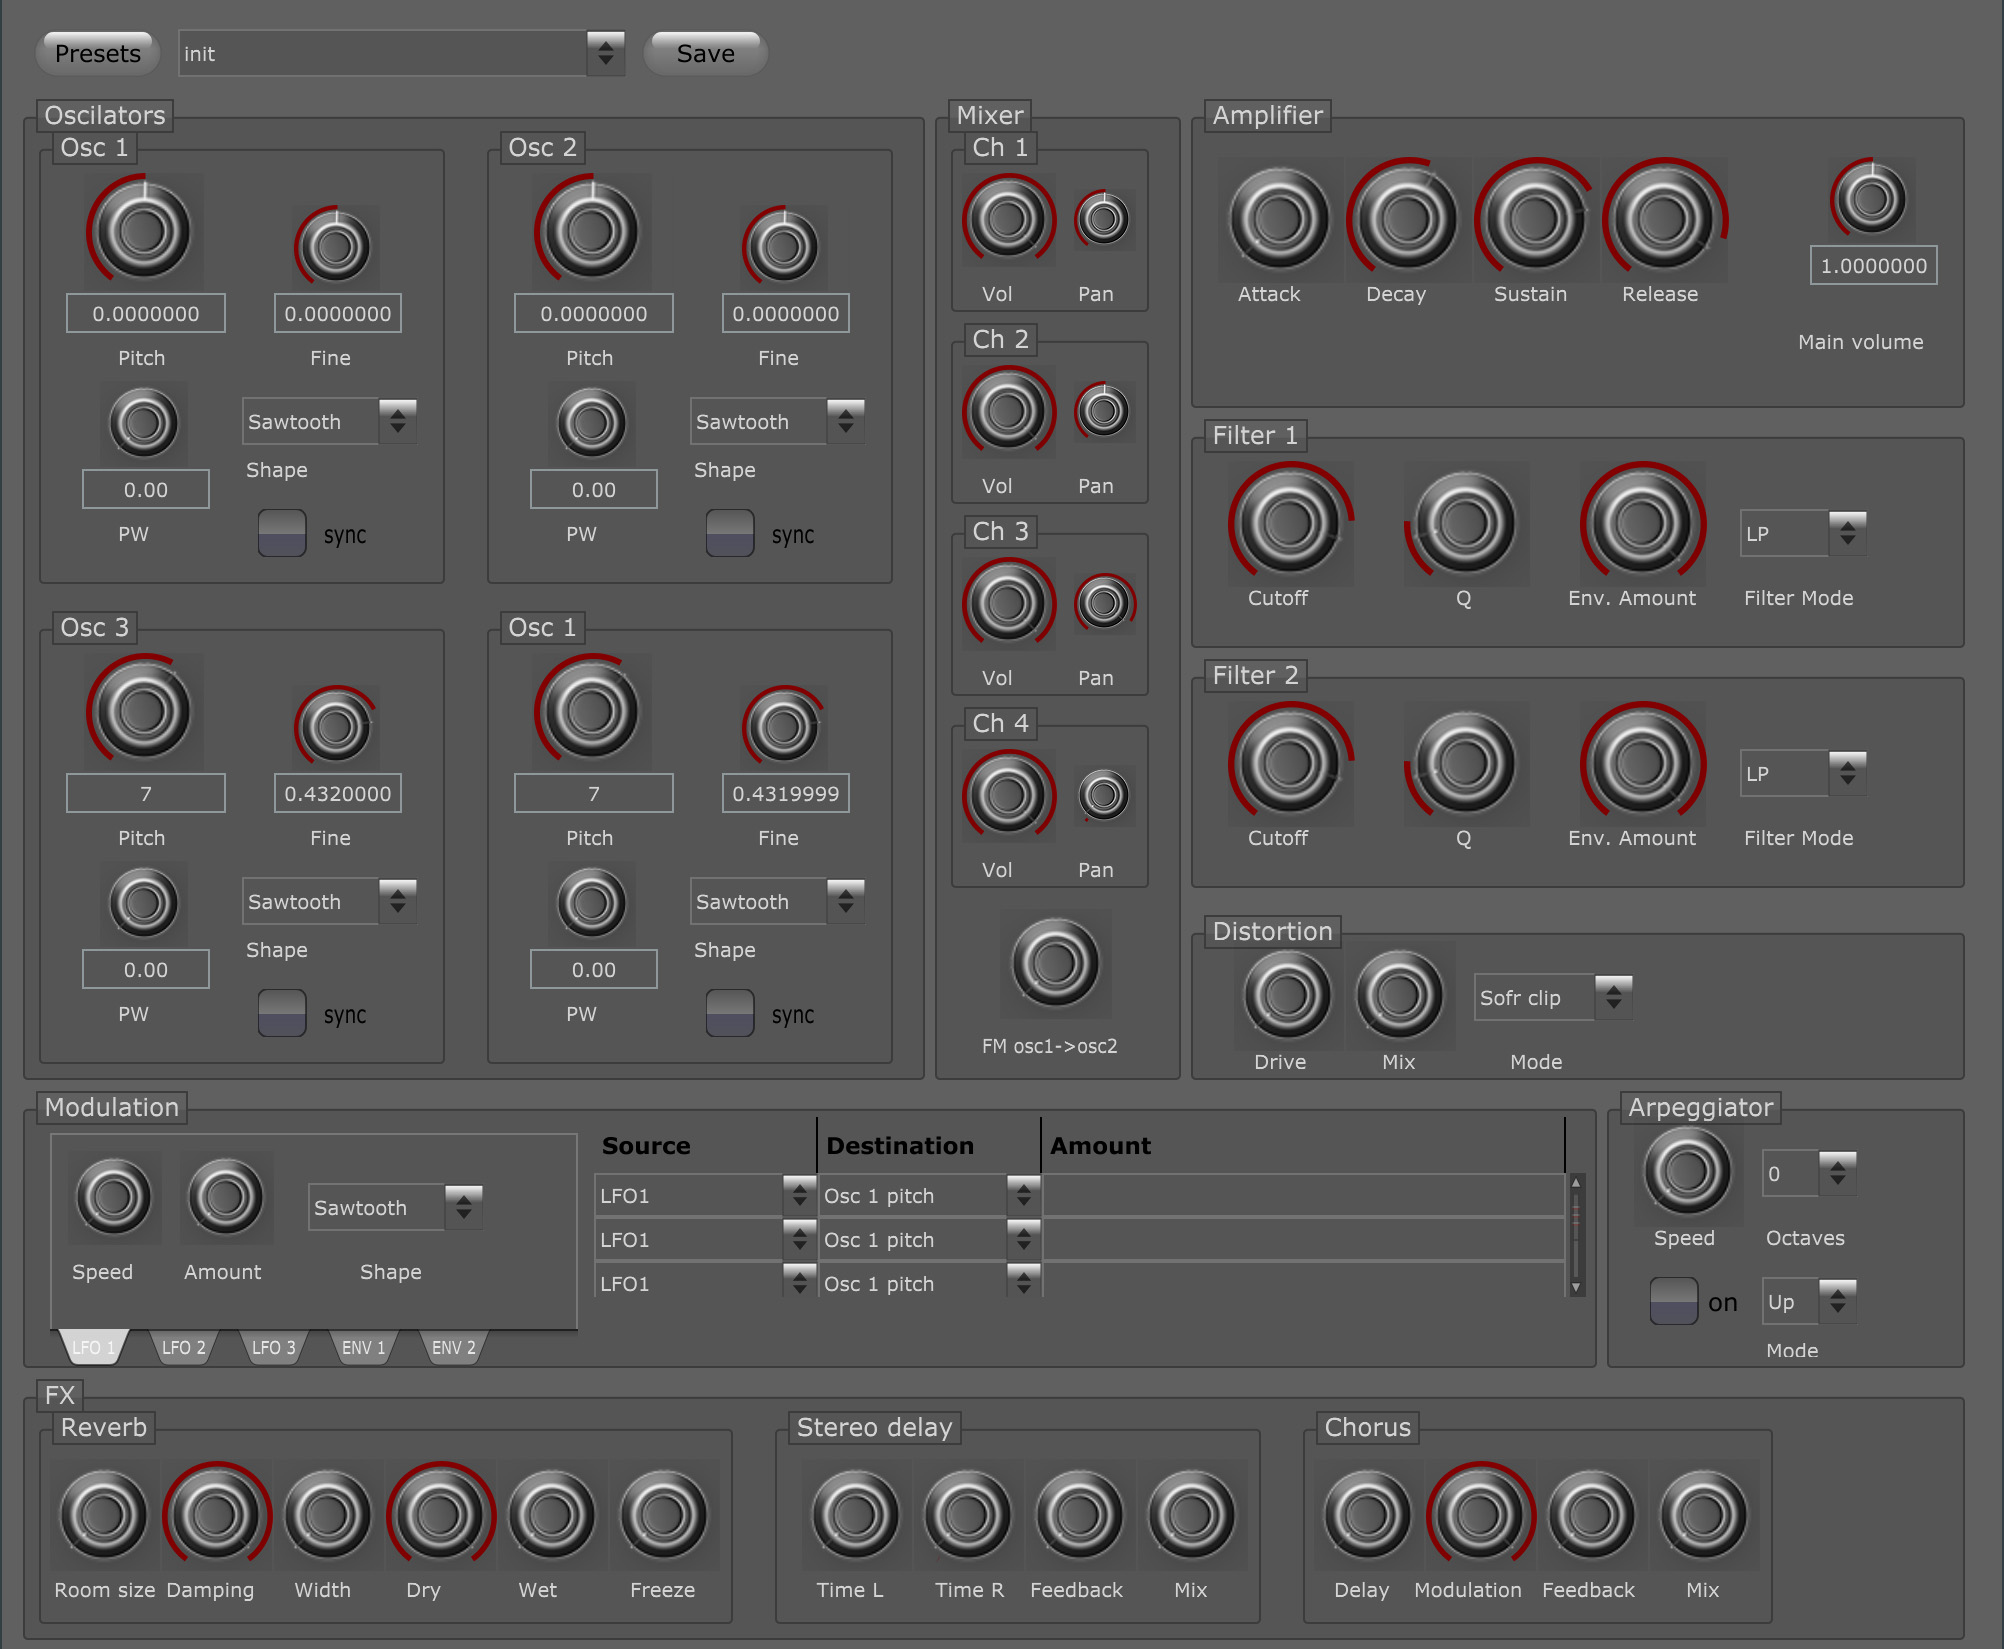 Presets
init
Save
Oscilators
Osc 1
0.0000000
0.0000000
Pitch
Fine
Sawtooth
Shape
0.00
PW
sync
Osc 2
0.0000000
0.0000000
Pitch
Fine
Sawtooth
Shape
0.00
PW
sync
Osc 3
7
0.4320000
Pitch
Fine
Sawtooth
Shape
0.00
PW
sync
Osc 1
7
0.4319999
Pitch
Fine
Sawtooth
Shape
0.00
PW
sync
Mixer
Ch 1
Vol
Pan
Ch 2
Vol
Pan
Ch 3
Vol
Pan
Ch 4
Vol
Pan
FM osc1->osc2
Amplifier
Attack
Decay
Sustain
Release
1.0000000
Main volume
Filter 1
LP
Cutoff
Q
Env. Amount
Filter Mode
Filter 2
LP
Cutoff
Q
Env. Amount
Filter Mode
Distortion
Sofr clip
Drive
Mix
Mode
Modulation
Sawtooth
Speed
Amount
Shape
LFO 1
LFO 2
LFO 3
ENV 1
ENV 2
Source Destination Amount
LFO1 Osc 1 pitch
LFO1 Osc 1 pitch
LFO1 Osc 1 pitch
Arpeggiator
0
Speed
Octaves
on
Up
Mode
FX
Reverb
Room size
Damping
Width
Dry
Wet
Freeze
Stereo delay
Time L
Time R
Feedback
Mix
Chorus
Delay
Modulation
Feedback
Mix